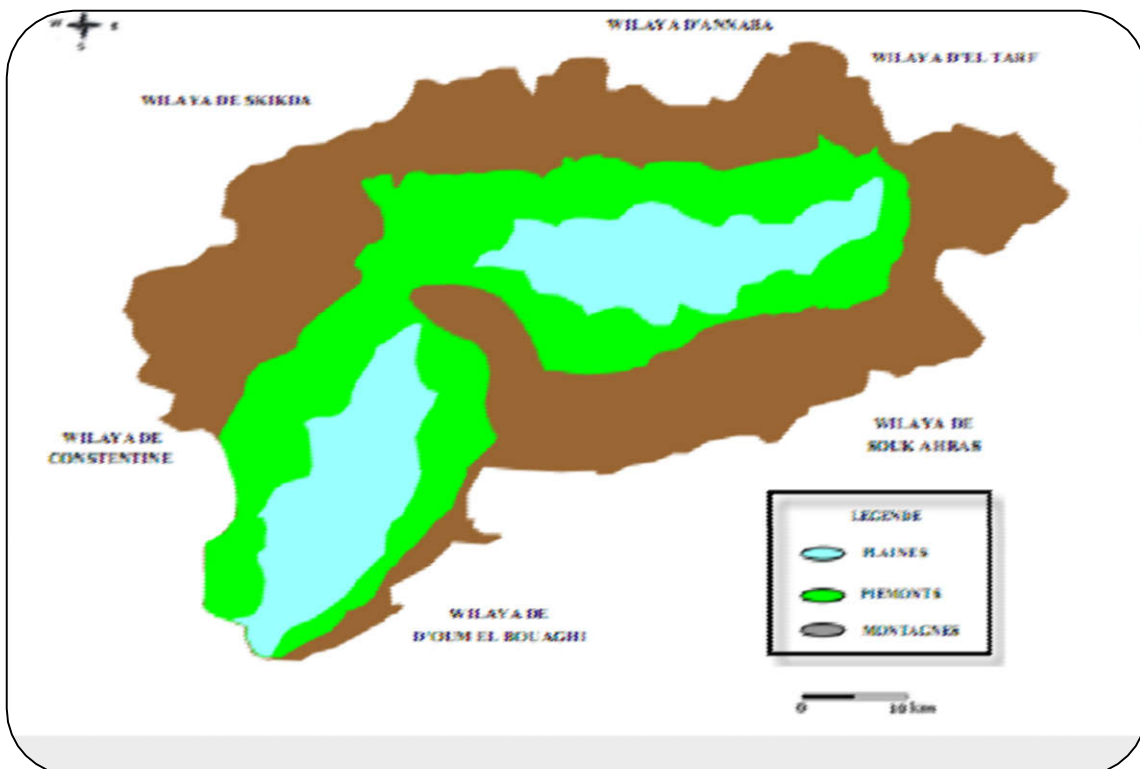 W E
S
WILAYA D'ANNABA
WILAYA D'EL TARF
WILAYA DE SKIKDA
WILAYA DE
CONSTENTINE
WILAYA DE
SOUK AHRAS
WILAYA DE
D'OUM EL BOUAGHI
LEGENDE
PLAINES
PIEMONTS
MONTAGNES
0 10 kms